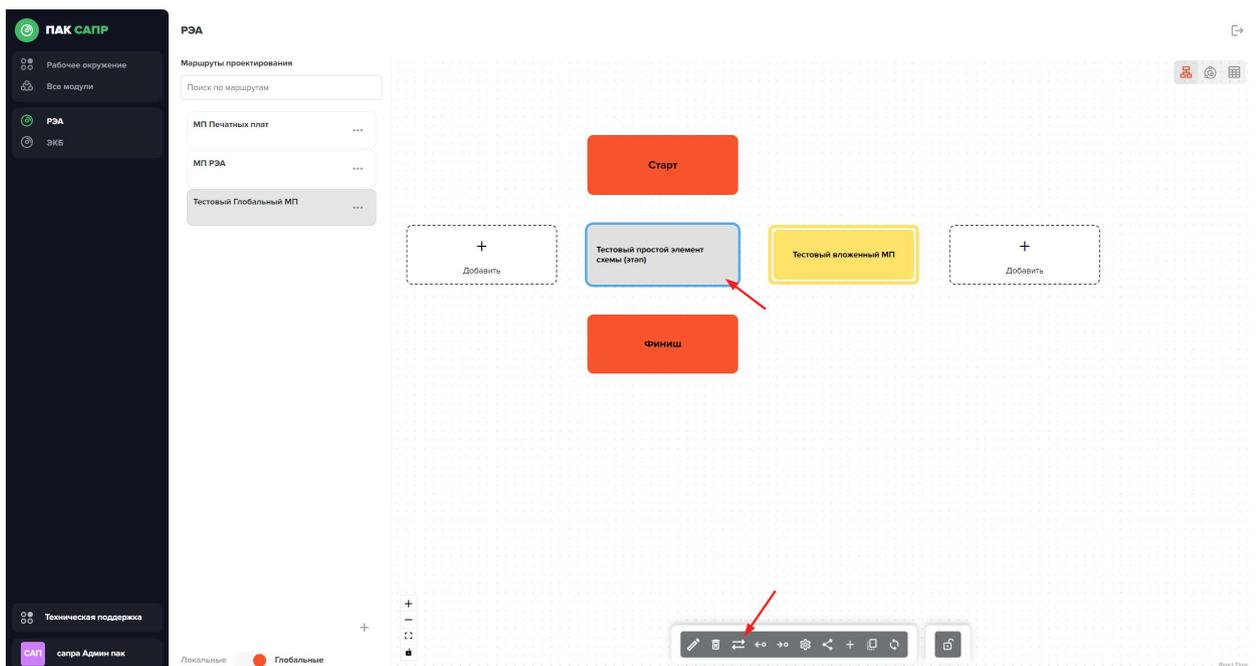 ПАК САПР
Рабочее окружение
Все модули
РЭА
ЭКБ
Техническая поддержка
САП
сапра Админ пак
РЭА
Маршруты проектирования
Поиск по маршрутам
МП Печатных плат
МП РЭА
Тестовый Глобальный МП
Локальные
Глобальные
Старт
Добавить
Тестовый простой элемент
схемы (этап)
Тестовый вложенный МП
Добавить
Финиш
React Flow